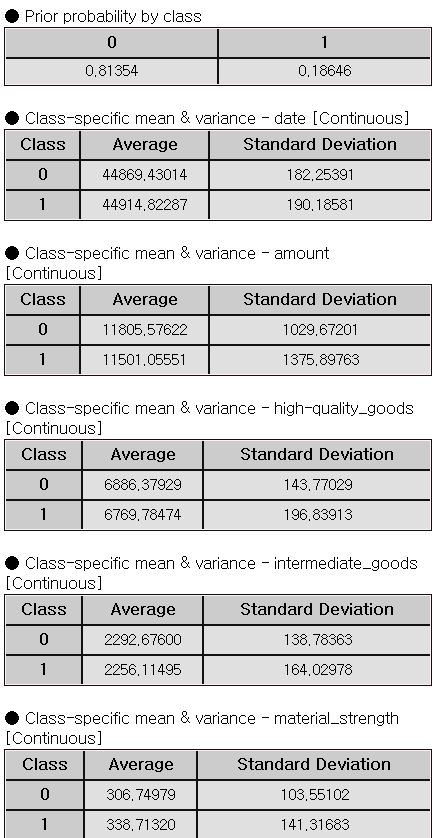 ● Prior probability by class
0 1
0,81354 0,18646
● Class-specific mean & variance - date [Continuous]
Class Average Standard Deviation
0 44869,43014 182,25391
1 44914,82287 190,18581
● Class-specific mean & variance - amount
[Continuous]
Class Average Standard Deviation
0 11805,57622 1029,67201
1 11501,05551 1375,89763
● Class-specific mean & variance - high-quality_goods
[Continuous]
Class Average Standard Deviation
0 6886,37929 143,77029
1 6769,78474 196,83913
● Class-specific mean & variance - intermediate_goods
[Continuous]
Class Average Standard Deviation
0 2292,67600 138,78363
1 2256,11495 164,02978
● Class-specific mean & variance - material_strength
[Continuous]
Class Average Standard Deviation
0 306,74979 103,55102
1 338,71320 141,31683